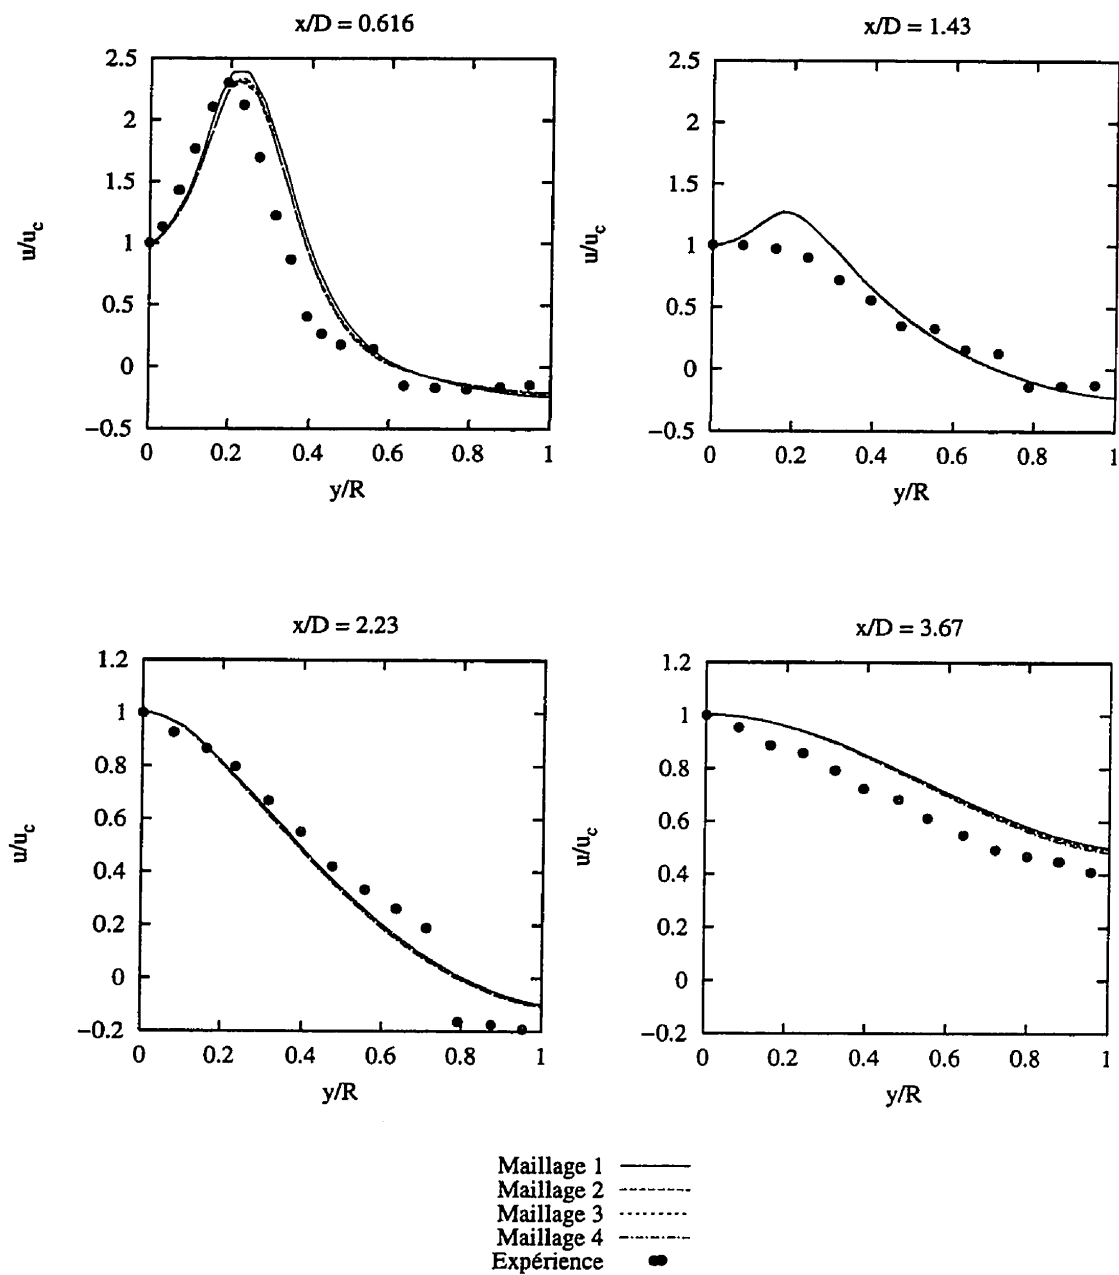 x/D = 0.616
2.5
2
1.5
1
0.5
0
−0.5
u/u_c
0 0.2 0.4 0.6 0.8 1
y/R
x/D = 1.43
2.5
2
1.5
1
0.5
0
−0.5
u/u_c
0 0.2 0.4 0.6 0.8 1
y/R
x/D = 2.23
1.2
1
0.8
0.6
0.4
0.2
0
−0.2
u/u_c
0 0.2 0.4 0.6 0.8 1
y/R
x/D = 3.67
1.2
1
0.8
0.6
0.4
0.2
0
−0.2
u/u_c
0 0.2 0.4 0.6 0.8 1
y/R
Maillage 1
Maillage 2
Maillage 3
Maillage 4
Expérience